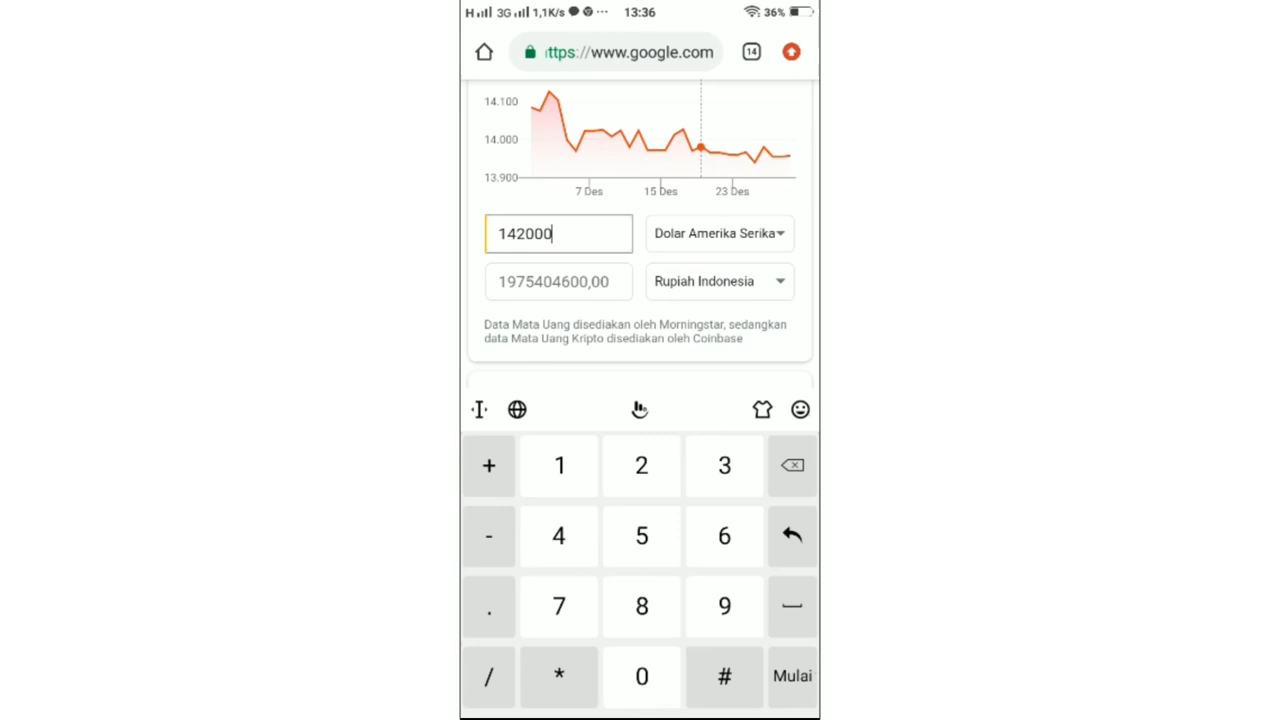 H 3G 1,1K/s ··· 13:36 36%
ttps://www.google.com 14
14.100
14.000
13.900
7 Des 15 Des 23 Des
142000 Dolar Amerika Serika
1975404600,00 Rupiah Indonesia
Data Mata Uang disediakan oleh Morningstar, sedangkan
data Mata Uang Kripto disediakan oleh Coinbase
+ 1 2 3
- 4 5 6
. 7 8 9
/ * 0 # Mulai